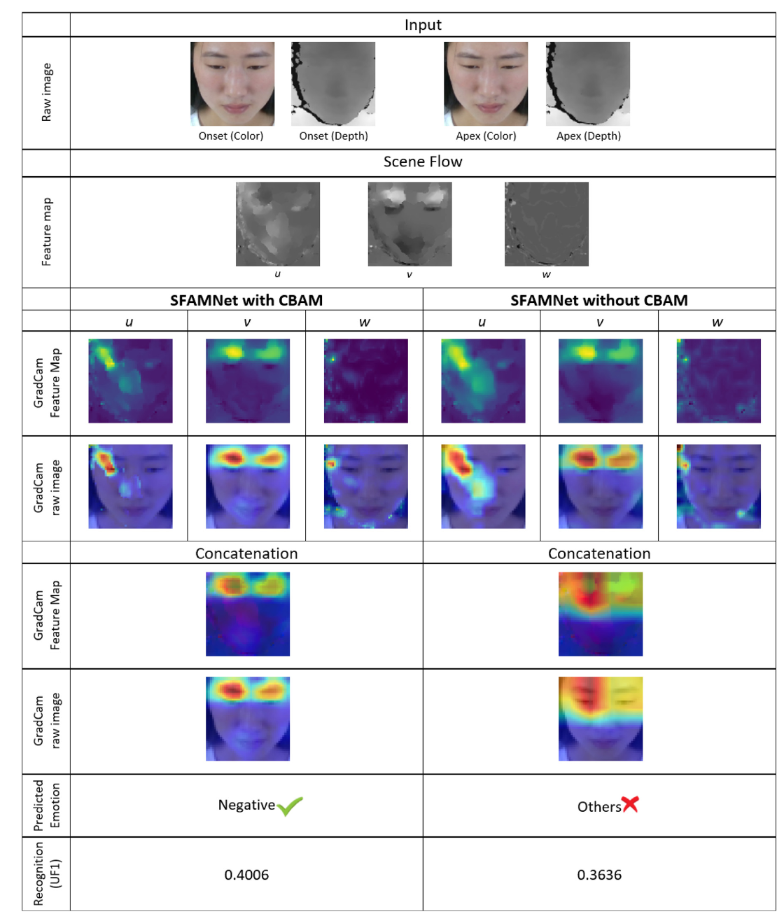 Input
Raw image
Onset (Color)
Onset (Depth)
Apex (Color)
Apex (Depth)
Scene Flow
Feature map
u
v
w
SFAMNet with CBAM
SFAMNet without CBAM
u
v
w
u
v
w
GradCam
Feature Map
GradCam
raw image
Concatenation
Concatenation
GradCam
Feature Map
GradCam
raw image
Predicted
Emotion
Negative
Others
Recognition
(UF1)
0.4006
0.3636